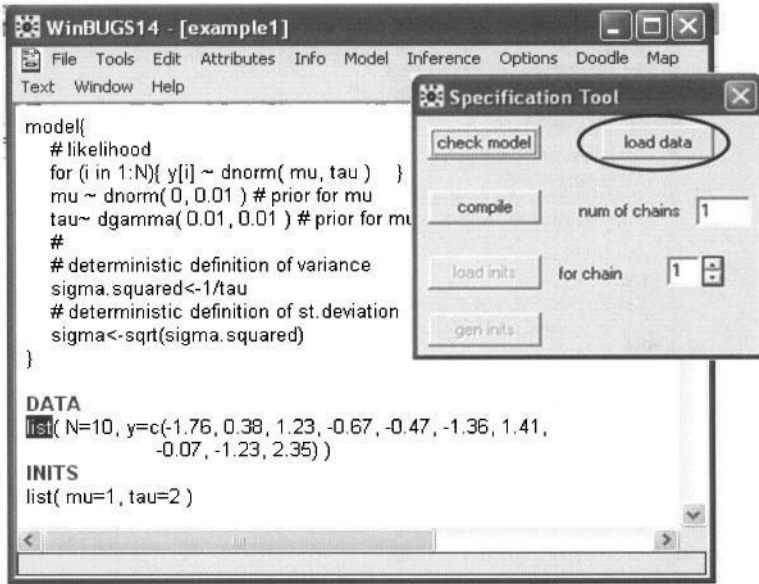 WinBUGS14 - [example1]
File Tools Edit Attributes Info Model Inference Options Doodle Map
Text Window Help
model{
# likelihood
for (i in 1:N){ y[i] ~ dnorm( mu, tau ) }
mu ~ dnorm( 0, 0.01 ) # prior for mu
tau~ dgamma( 0.01, 0.01 ) # prior for mu
#
# deterministic definition of variance
sigma.squared<-1/tau
# deterministic definition of st.deviation
sigma<-sqrt(sigma.squared)
}
DATA
list( N=10, y=c(-1.76, 0.38, 1.23, -0.67, -0.47, -1.36, 1.41,
-0.07, -1.23, 2.35) )
INITS
list( mu=1, tau=2 )
Specification Tool
check model load data
compile num of chains 1
load inits for chain 1
gen inits